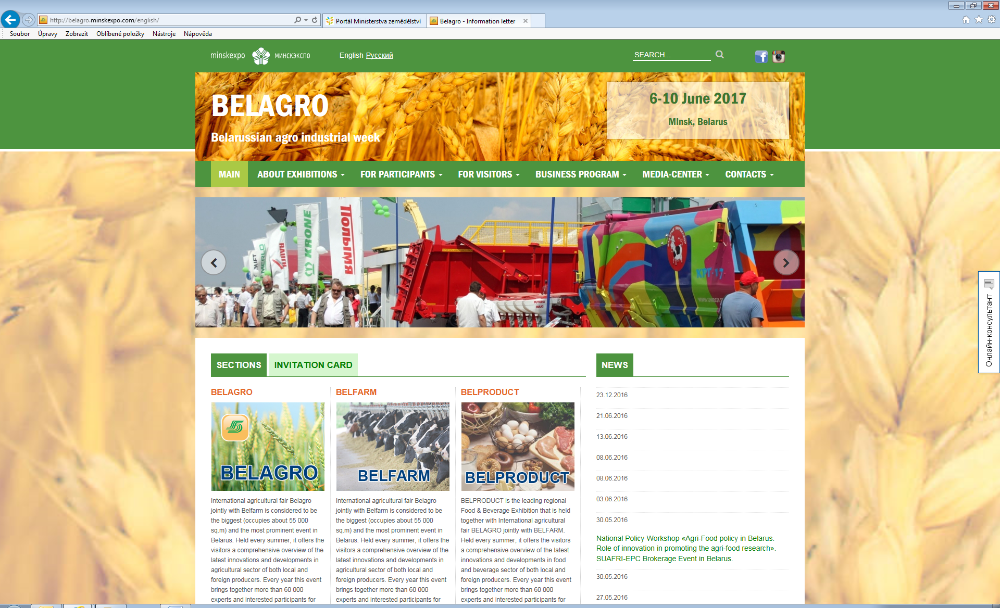 http://belagro.minskexpo.com/english/
Portál Ministerstva zemědělství
Belagro - Information letter
Soubor Úpravy Zobrazit Oblíbené položky Nástroje Nápověda
minskexpo МИНСКЭКСПО
English Русский
SEARCH...
BELAGRO
Belarussian agro industrial week
6-10 June 2017
MInsk, Belarus
MAIN ABOUT EXHIBITIONS FOR PARTICIPANTS FOR VISITORS BUSINESS PROGRAM MEDIA-CENTER CONTACTS
RAUCH
KRONE
ПОЛЫМЯ
FUTURA
MAXI
КРТ-17
Онлайн-консультант
SECTIONS
INVITATION CARD
BELAGRO
BELAGRO
International agricultural fair Belagro
jointly with Belfarm is considered to be
the biggest (occupies about 55 000
sq.m) and the most prominent event in
Belarus. Held every summer, it offers the
visitors a comprehensive overview of the
latest innovations and developments in
agricultural sector of both local and
foreign producers. Every year this event
brings together more than 60 000
experts and interested participants for
BELFARM
BELFARM
International agricultural fair Belagro
jointly with Belfarm is considered to be
the biggest (occupies about 55 000
sq.m) and the most prominent event in
Belarus. Held every summer, it offers the
visitors a comprehensive overview of the
latest innovations and developments in
agricultural sector of both local and
foreign producers. Every year this event
brings together more than 60 000
experts and interested participants for
BELPRODUCT
BELPRODUCT
BELPRODUCT is the leading regional
Food & Beverage Exhibition that is held
together with International agricultural
fair BELAGRO jointly with BELFARM.
Held every summer, it offers the visitors
a comprehensive overview of the latest
innovations and developments in food
and beverage sector of both local and
foreign producers. Every year this event
brings together more than 60 000
experts and interested participants for
NEWS
23.12.2016
21.06.2016
13.06.2016
08.06.2016
08.06.2016
03.06.2016
30.05.2016
National Policy Workshop «Agri-Food policy in Belarus.
Role of innovation in promoting the agri-food research».
SUAFRI-EPC Brokerage Event in Belarus.
30.05.2016
27.05.2016